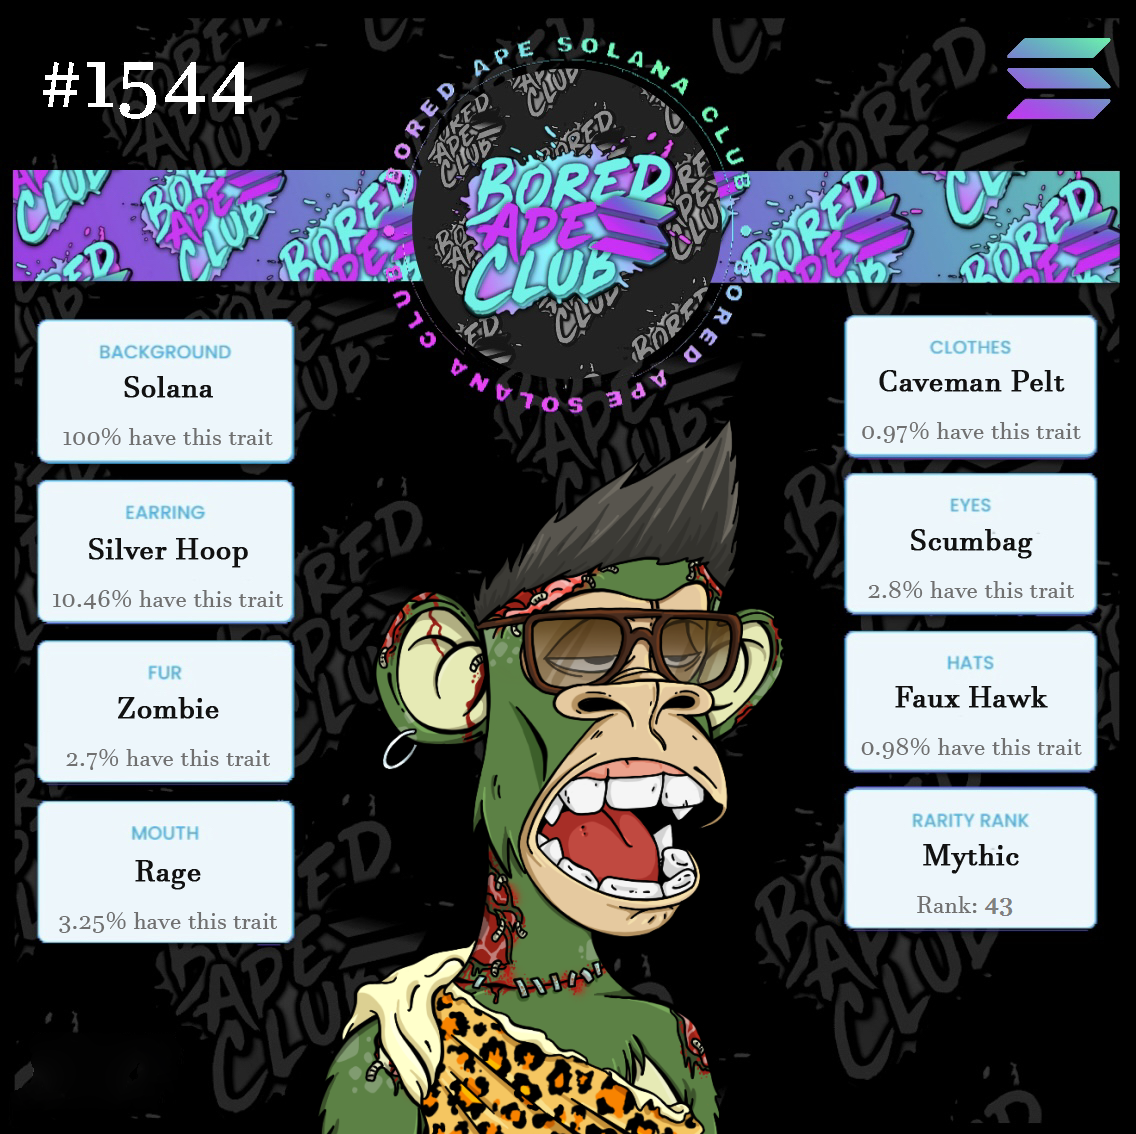 #1544
BORED APE SOLANA CLUB
BORED APE SOLANA CLUB
BORED
APE
CLUB
BACKGROUND
Solana
100% have this trait
EARRING
Silver Hoop
10.46% have this trait
FUR
Zombie
2.7% have this trait
MOUTH
Rage
3.25% have this trait
CLOTHES
Caveman Pelt
0.97% have this trait
EYES
Scumbag
2.8% have this trait
HATS
Faux Hawk
0.98% have this trait
RARITY RANK
Mythic
Rank: 43